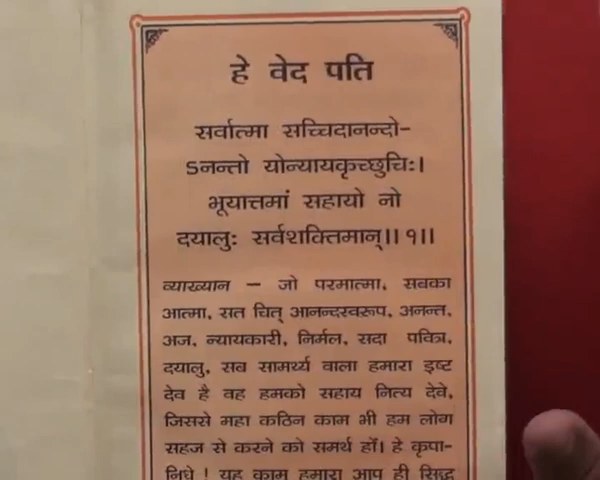 हे वेद पति
सर्वात्मा सच्चिदानन्दो-
ऽनन्तो योन्यायकृच्छुचिः।
भूयात्तमां सहायो नो
दयालुः सर्वशक्तिमान्।। १।।
व्याख्यान – जो परमात्मा, सबका
आत्मा, सत चित् आनन्दस्वरूप, अनन्त,
अज, न्यायकारी, निर्मल, सदा पवित्र,
दयालु, सब सामर्थ्य वाला हमारा इष्ट
देव है वह हमको सहाय नित्य देवे,
जिससे महा कठिन काम भी हम लोग
सहज से करने को समर्थ हों। हे कृपा-
निधे ! यह काम हमारा आप ही सिद्ध